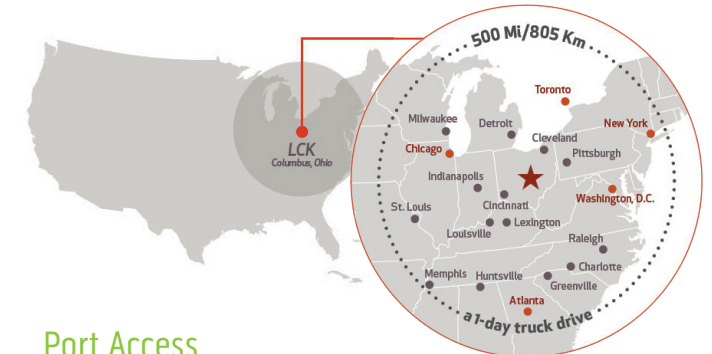 500 Mi/805 Km
Toronto
Milwaukee
Detroit
New York
Cleveland
Chicago
Pittsburgh
LCK
Columbus, Ohio
Indianapolis
Washington, D.C.
Cincinnati
St. Louis
Lexington
Louisville
Raleigh
Charlotte
Memphis
Huntsville
Greenville
Atlanta
a 1-day truck drive
Port Access